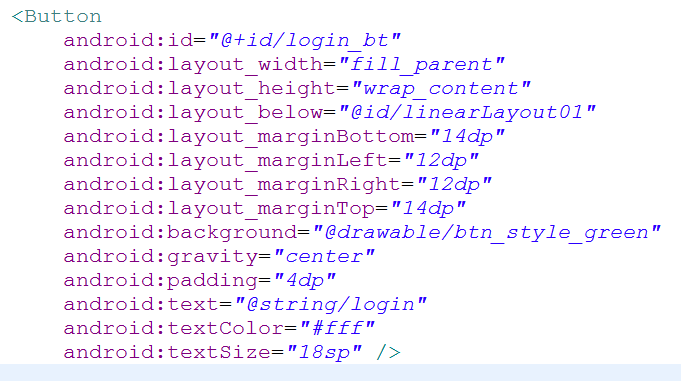 <Button
android:id="@+id/login_bt"
android:layout_width="fill_parent"
android:layout_height="wrap_content"
android:layout_below="@id/linearLayout01"
android:layout_marginBottom="14dp"
android:layout_marginLeft="12dp"
android:layout_marginRight="12dp"
android:layout_marginTop="14dp"
android:background="@drawable/btn_style_green"
android:gravity="center"
android:padding="4dp"
android:text="@string/login"
android:textColor="#fff"
android:textSize="18sp" />